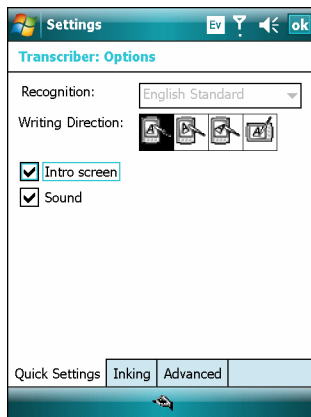 Settings Ev ok
Transcriber: Options
Recognition: English Standard
Writing Direction: A A A A
Intro screen
Sound
Quick Settings Inking Advanced